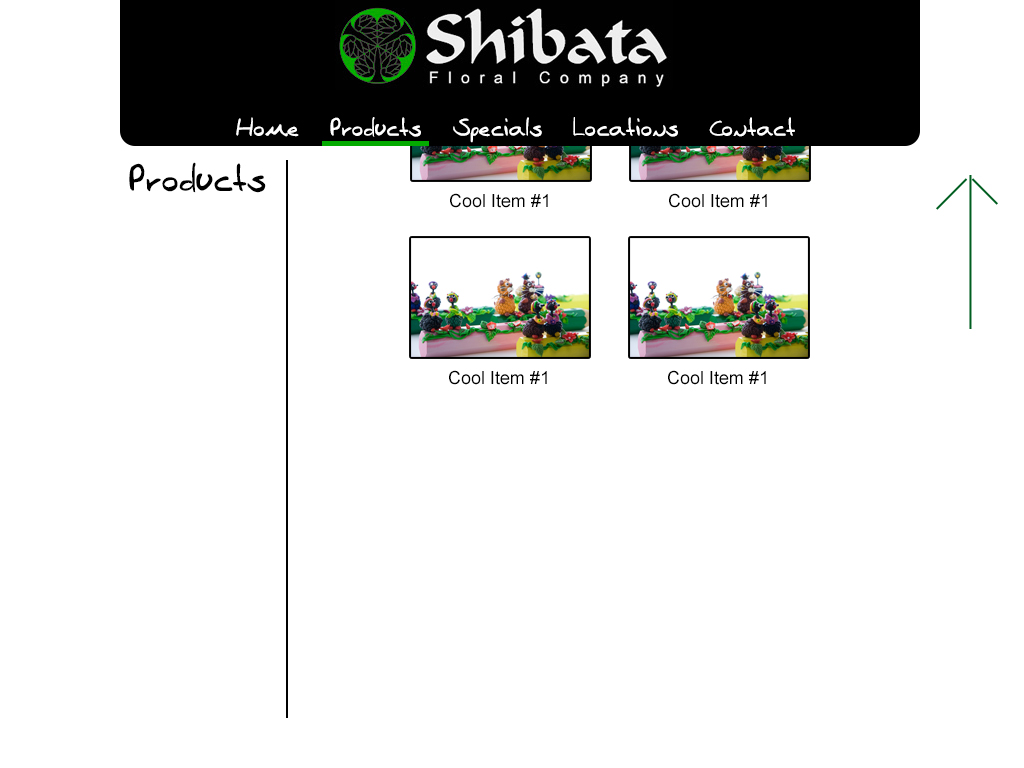 Shibata
Floral Company
Home Products Specials Locations Contact
Products
Cool Item #1 Cool Item #1
Cool Item #1 Cool Item #1